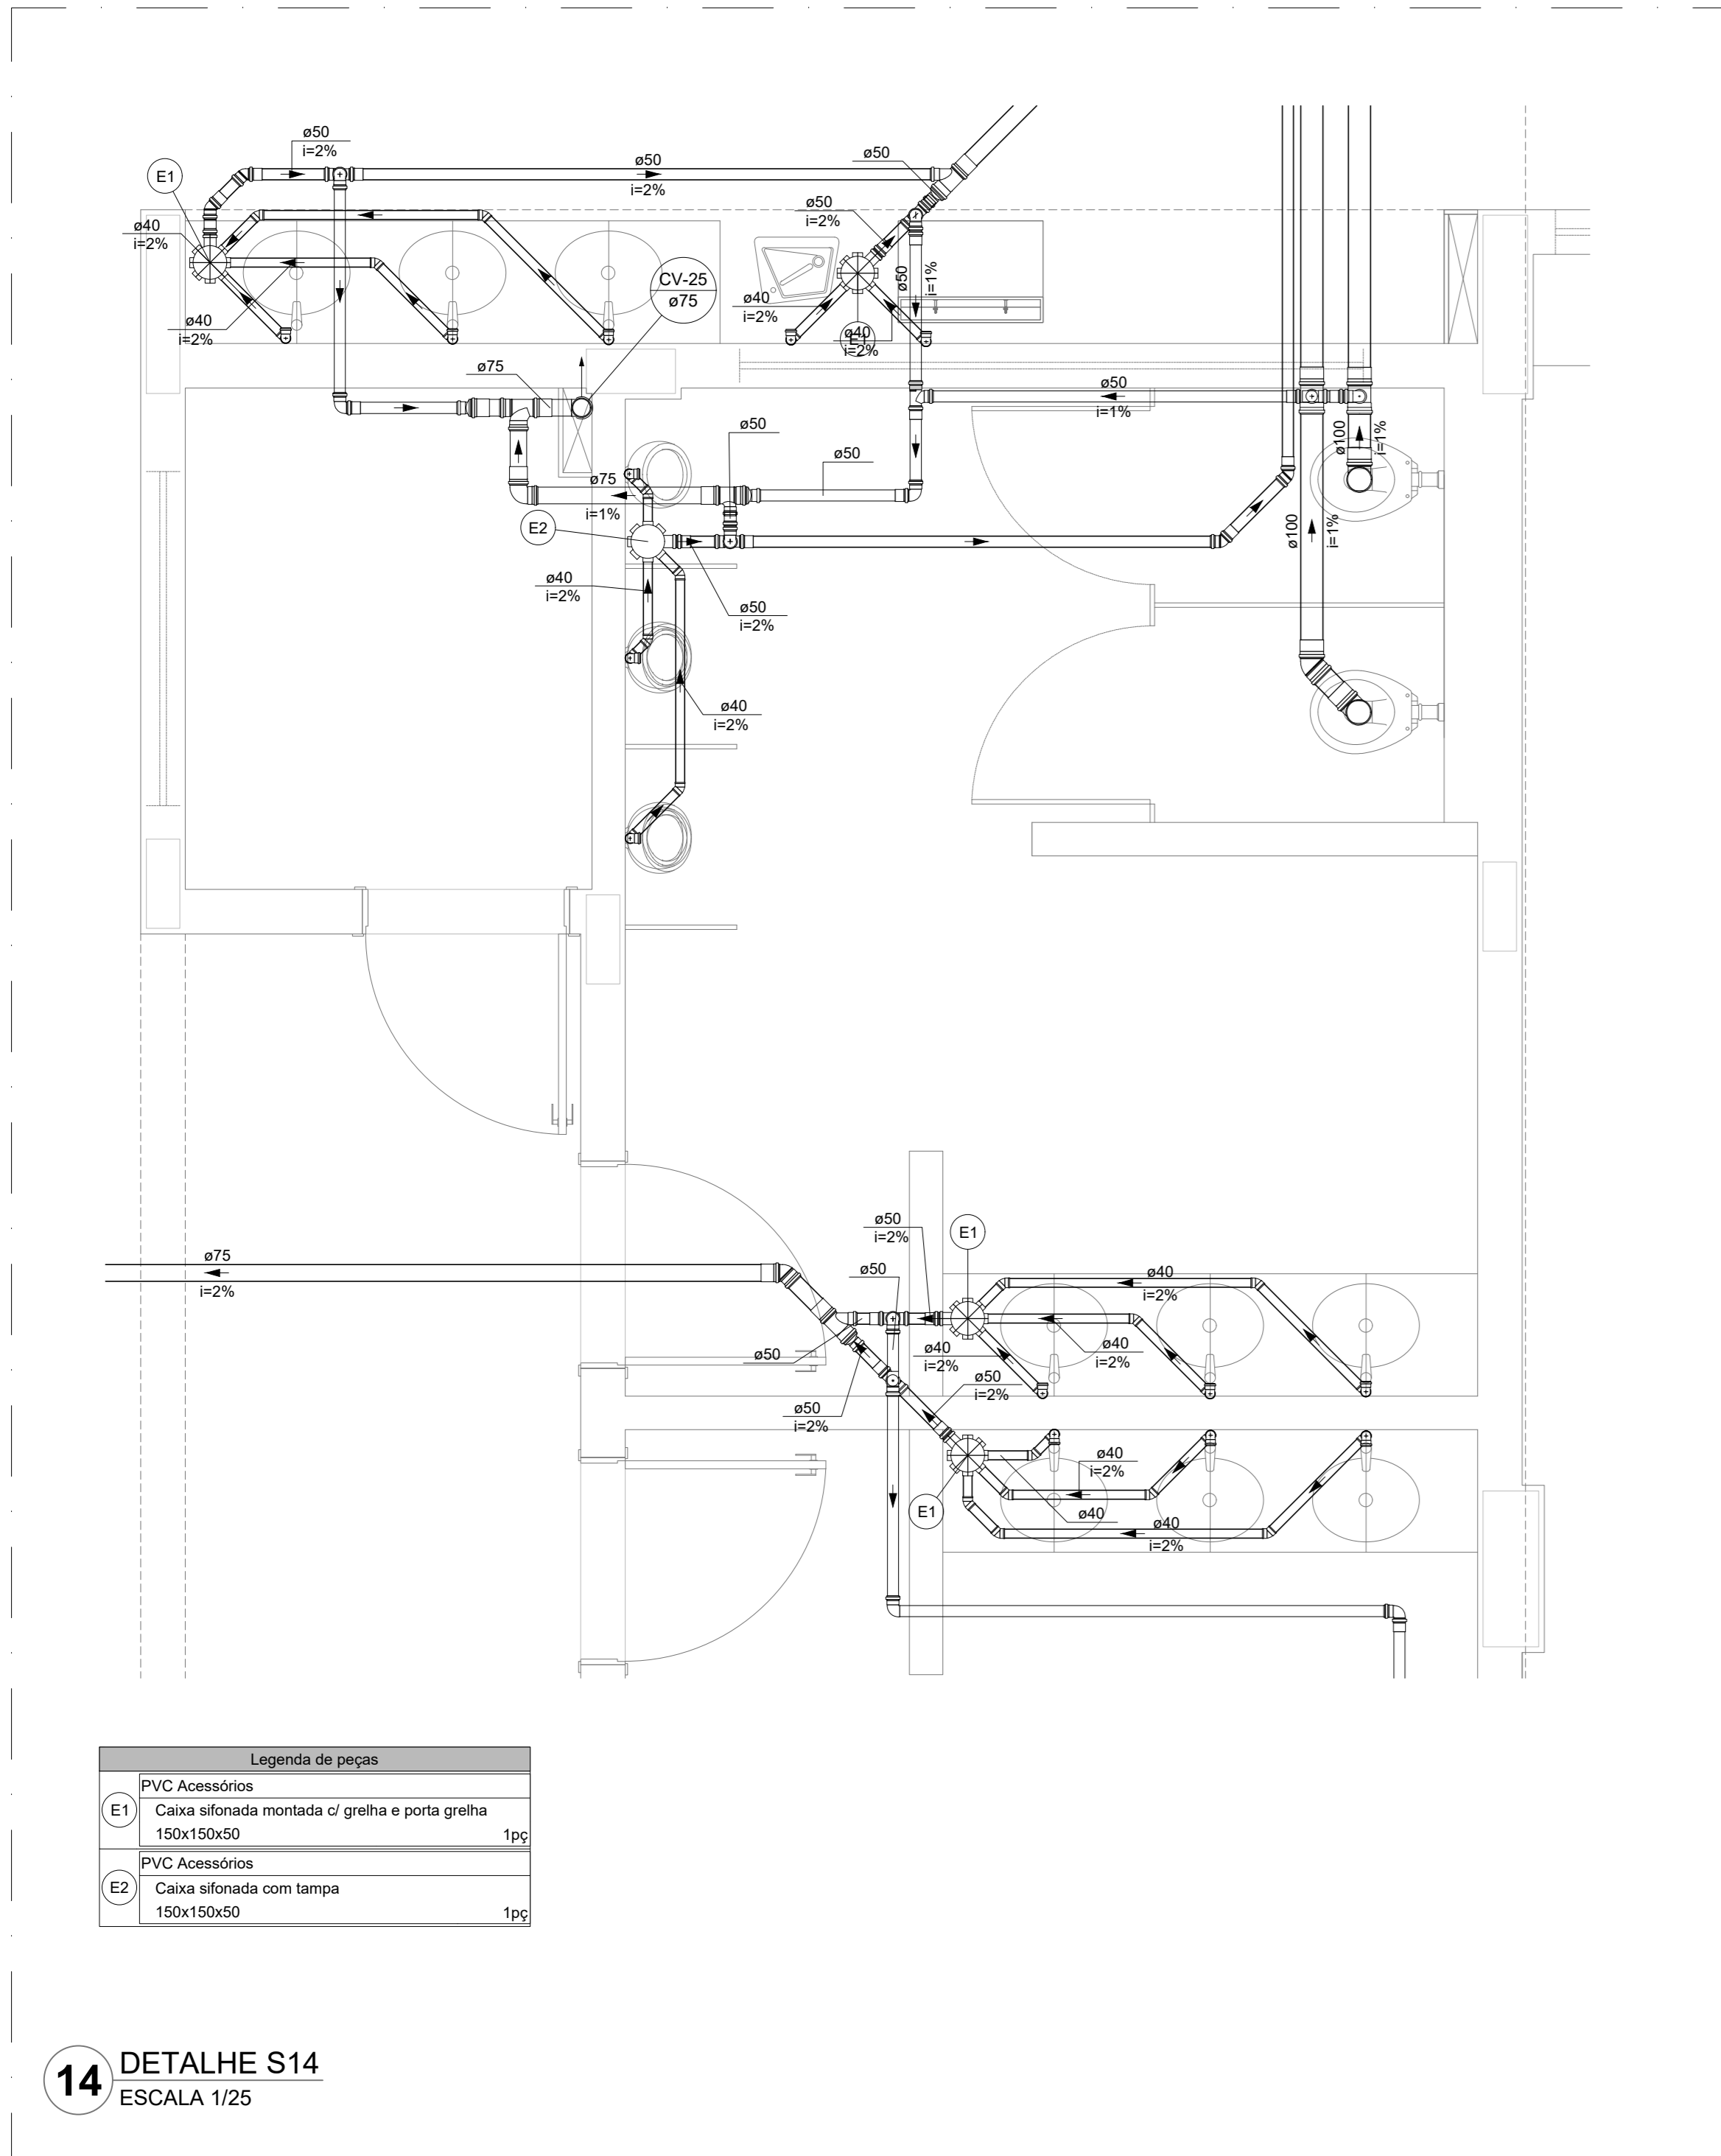 ø50
i=2%
E1
ø50
i=2%
ø50
ø50
i=2%
ø40
i=2%
CV-25
ø75
ø50
i=1%
ø40
i=2%
ø40
i=2%
ø40
i=2%
E1
ø75
ø50
i=1%
ø50
ø50
ø100
i=1%
ø75
i=1%
E2
ø100
i=1%
ø40
i=2%
ø50
i=2%
ø40
i=2%
ø50
i=2%
E1
ø75
i=2%
ø50
ø40
i=2%
ø50
ø40
i=2%
ø40
i=2%
ø50
i=2%
ø50
i=2%
ø40
i=2%
E1
ø40
ø40
i=2%
Legenda de peças
E1
PVC Acessórios
Caixa sifonada montada c/ grelha e porta grelha
150x150x50 1pç
E2
PVC Acessórios
Caixa sifonada com tampa
150x150x50 1pç
14
DETALHE S14
ESCALA 1/25